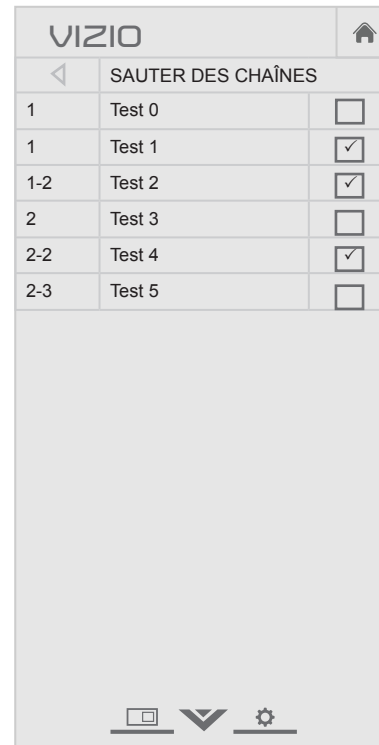 VIZIO
SAUTER DES CHAÎNES
1 Test 0
1 Test 1
1-2 Test 2
2 Test 3
2-2 Test 4
2-3 Test 5